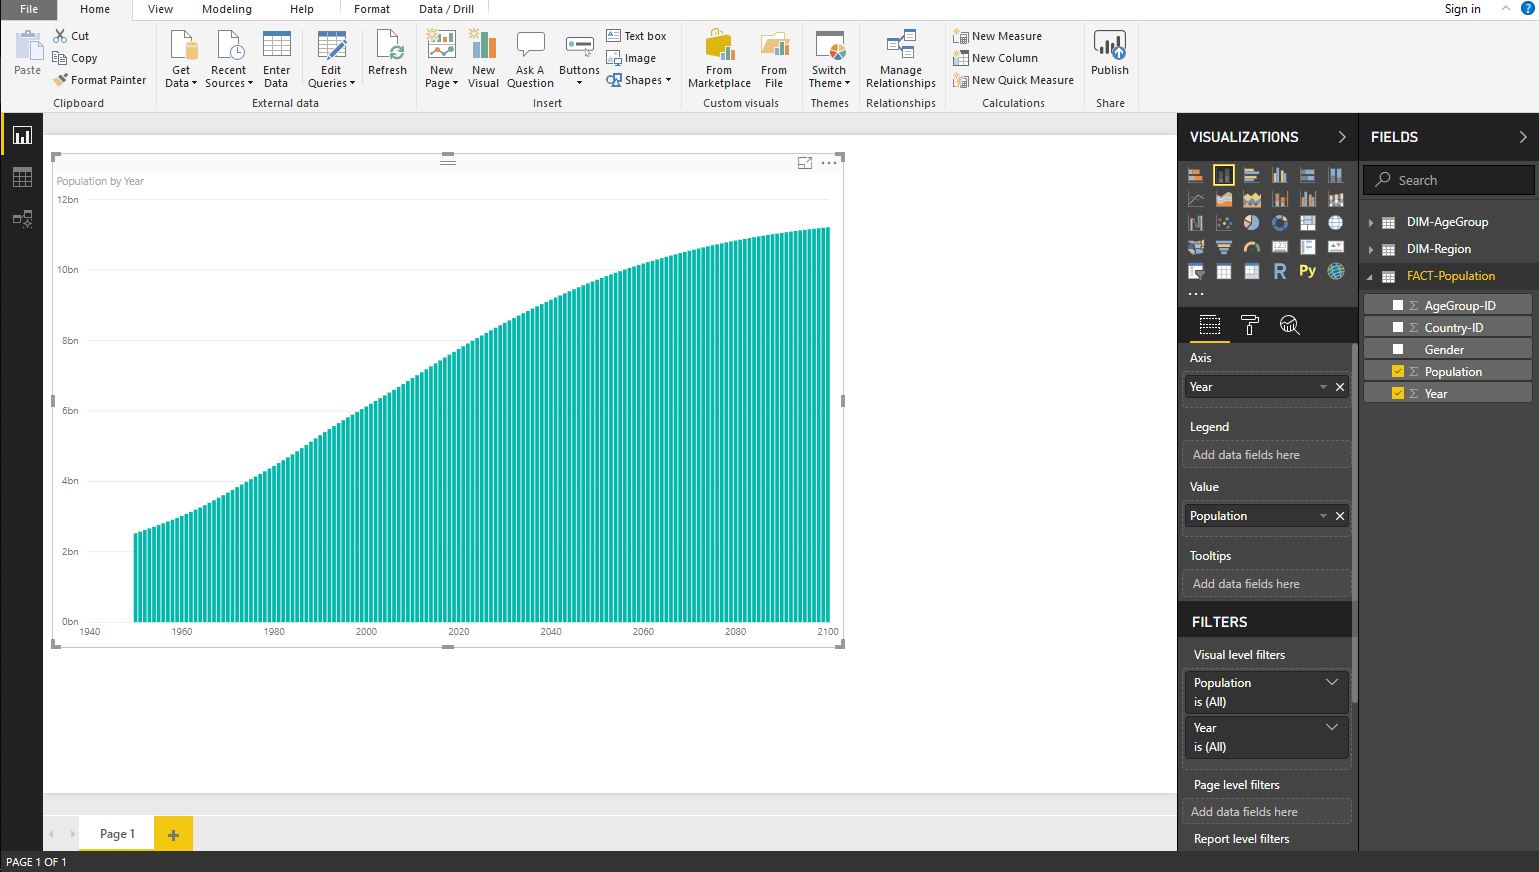 File Home View Modeling Help Format Data / Drill Sign in ?
Paste
Cut
Copy
Format Painter
Clipboard
Get Data
Recent Sources
Enter Data
Edit Queries
Refresh
External data
New Page
New Visual
Ask A Question
Buttons
Text box
Image
Shapes
Insert
From Marketplace
From File
Custom visuals
Switch Theme
Themes
Manage Relationships
Relationships
New Measure
New Column
New Quick Measure
Calculations
Publish
Share
Population by Year
12bn
10bn
8bn
6bn
4bn
2bn
0bn
1940 1960 1980 2000 2020 2040 2060 2080 2100
VISUALIZATIONS
R Py
Axis
Year
Legend
Add data fields here
Value
Population
Tooltips
Add data fields here
FILTERS
Visual level filters
Population
is (All)
Year
is (All)
Page level filters
Add data fields here
Report level filters
FIELDS
Search
DIM-AgeGroup
DIM-Region
FACT-Population
Σ AgeGroup-ID
Σ Country-ID
Gender
Σ Population
Σ Year
Page 1
PAGE 1 OF 1